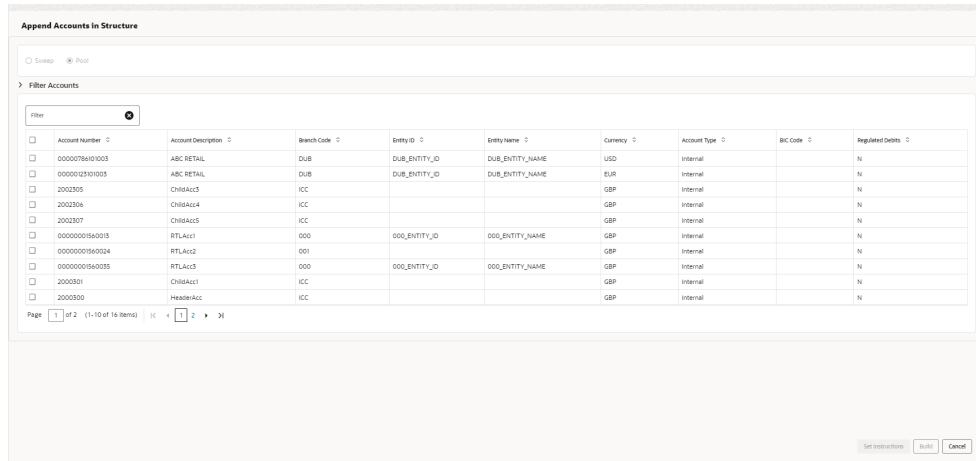 Append Accounts in Structure
Sweep Pool
Filter Accounts
Filter
Account Number Account Description Branch Code Entity ID Entity Name Currency Account Type BIC Code Regulated Debits
00000786101003 ABC RETAIL DUB DUB_ENTITY_ID DUB_ENTITY_NAME USD Internal N
00000123101003 ABC RETAIL DUB DUB_ENTITY_ID DUB_ENTITY_NAME EUR Internal N
2002305 ChildAcc3 ICC GBP Internal N
2002306 ChildAcc4 ICC GBP Internal N
2002307 ChildAcc5 ICC GBP Internal N
00000001560013 RTLAcc1 000 000_ENTITY_ID 000_ENTITY_NAME GBP Internal N
00000001560024 RTLAcc2 001 GBP Internal N
00000001560035 RTLAcc3 000 000_ENTITY_ID 000_ENTITY_NAME GBP Internal N
2000301 ChildAcc1 ICC GBP Internal N
2000300 HeaderAcc ICC GBP Internal N
Page 1 of 2 (1-10 of 16 items) 1 2
Set Instructions Build Cancel